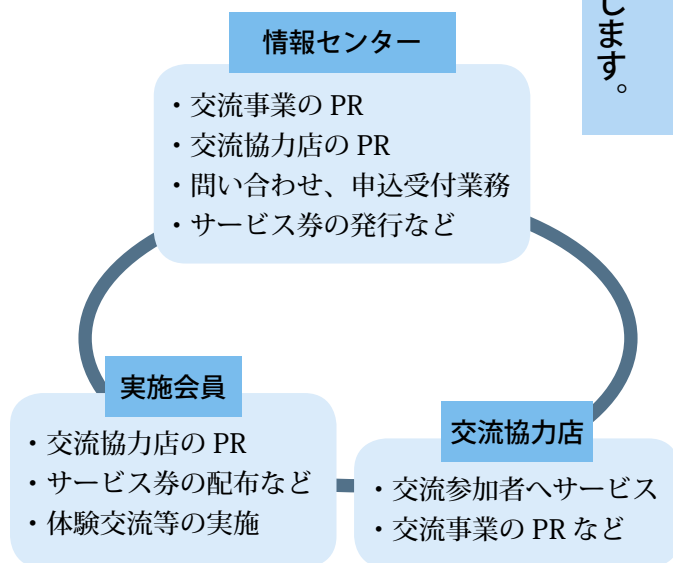 します。
情報センター
・交流事業の PR
・交流協力店の PR
・問い合わせ、申込受付業務
・サービス券の発行など
実施会員
・交流協力店の PR
・サービス券の配布など
・体験交流等の実施
交流協力店
・交流参加者へサービス
・交流事業の PR など